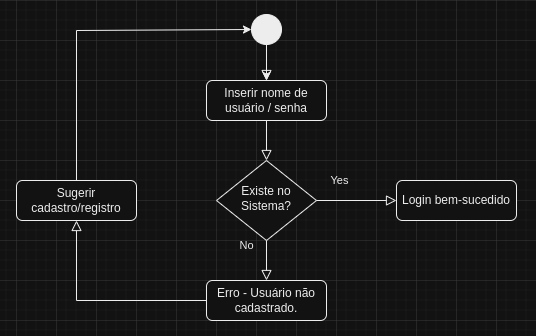 Inserir nome de
usuário / senha
Existe no
Sistema?
Yes
Login bem-sucedido
No
Erro - Usuário não
cadastrado.
Sugerir
cadastro/registro